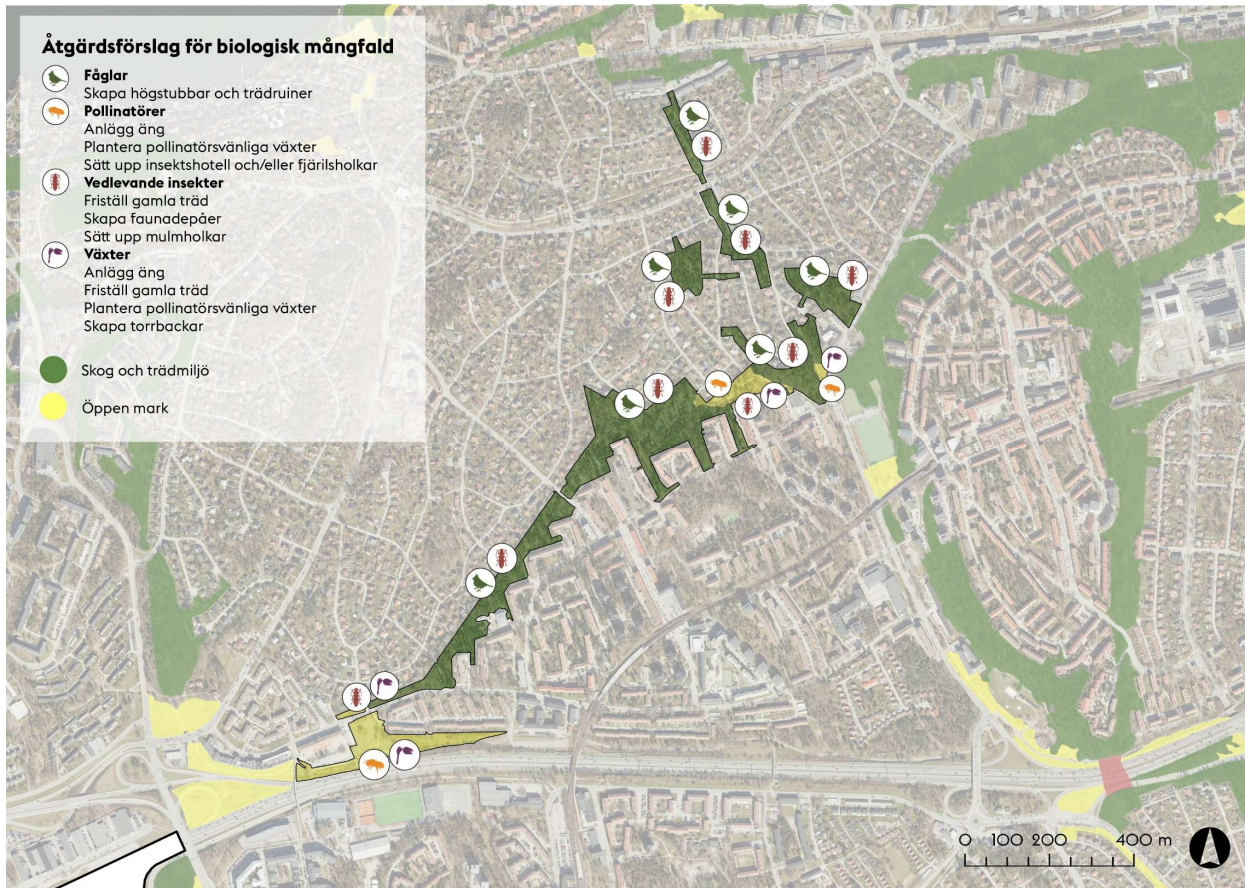 Åtgärdsförslag för biologisk mångfald
Fåglar
Skapa högstubbar och trädruiner
Pollinatörer
Anlägg äng
Plantera pollinatörsvänliga växter
Sätt upp insektshotell och/eller fjärilsholkar
Vedlevande insekter
Friställ gamla träd
Skapa faunadepåer
Sätt upp mulmholkar
Växter
Anlägg äng
Friställ gamla träd
Plantera pollinatörsvänliga växter
Skapa torrbackar
Skog och trädmiljö
Öppen mark
0 100 200 400 m